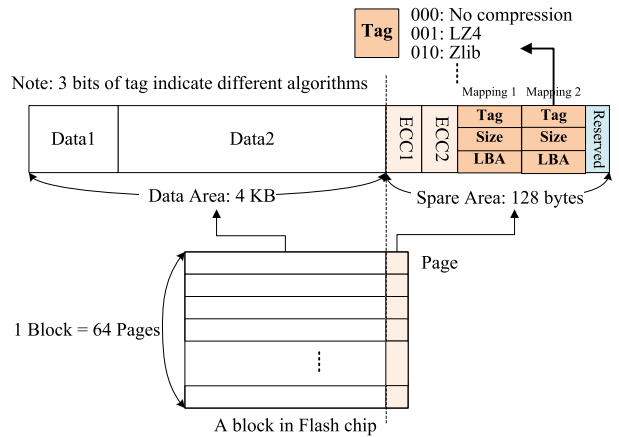 Tag
000: No compression
001: LZ4
010: Zlib
Note: 3 bits of tag indicate different algorithms
Mapping 1
Mapping 2
Data1
Data2
ECC1
ECC2
Tag
Size
LBA
Tag
Size
LBA
Reserved
Data Area: 4 KB
Spare Area: 128 bytes
Page
1 Block = 64 Pages
A block in Flash chip